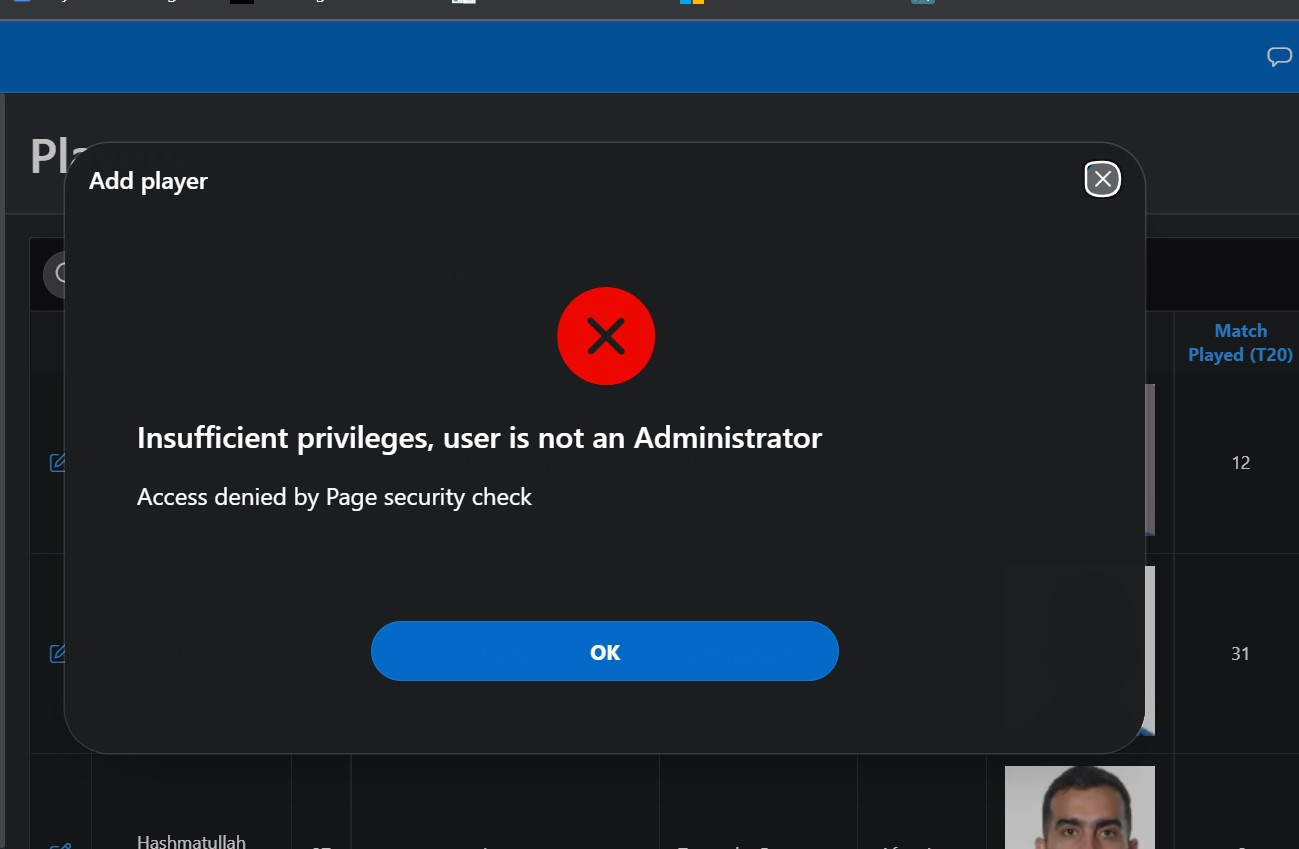 Add player
Insufficient privileges, user is not an Administrator
Access denied by Page security check
OK
Match
Played (T20)
12
31
Hashmatullah